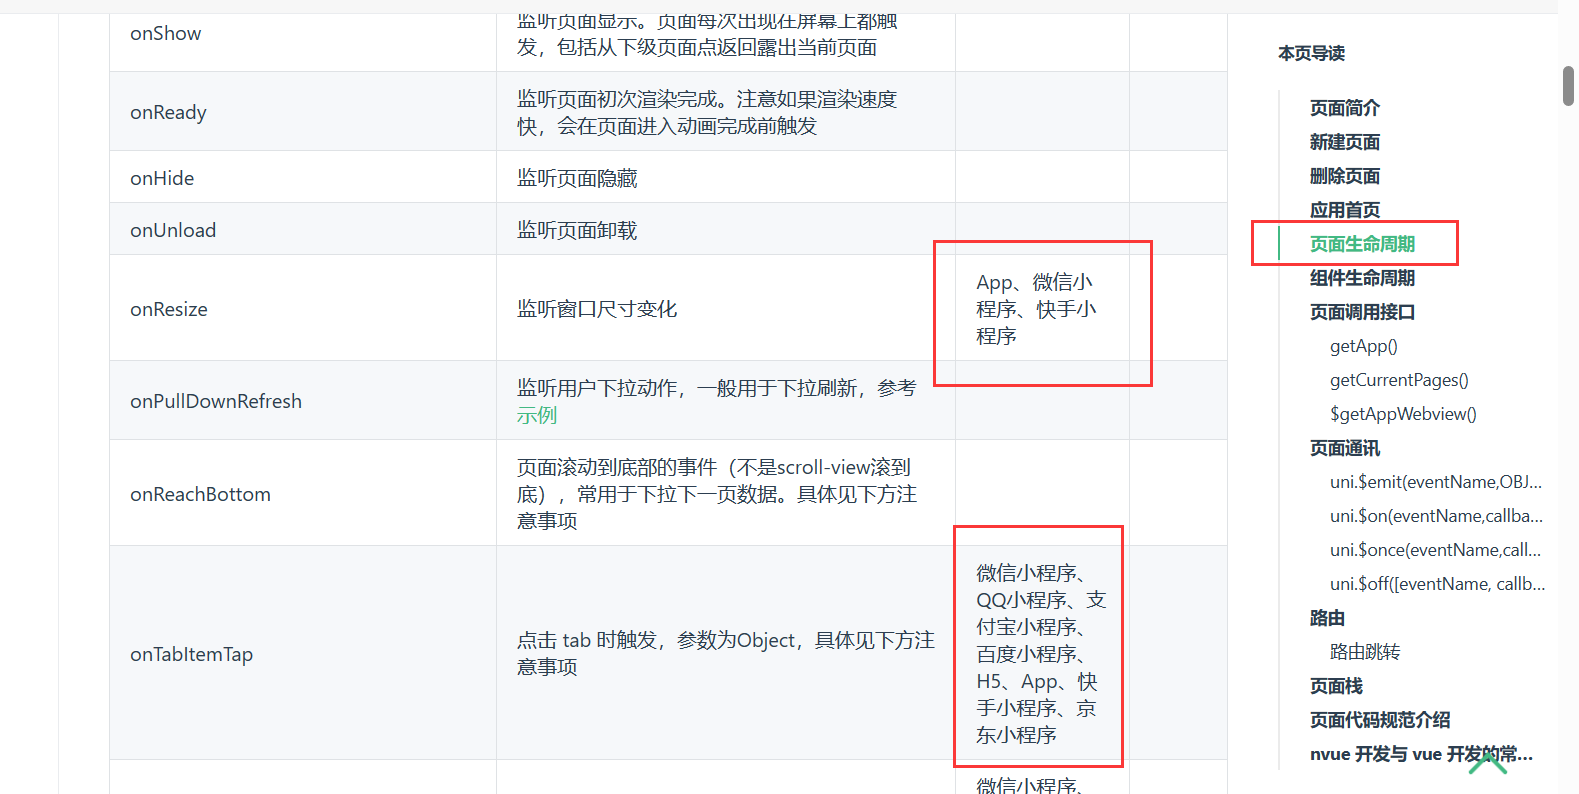 onShow
监听页面显示。页面每次出现在屏幕上都触
发，包括从下级页面点返回露出当前页面
onReady
监听页面初次渲染完成。注意如果渲染速度
快，会在页面进入动画完成前触发
onHide
监听页面隐藏
onUnload
监听页面卸载
onResize
监听窗口尺寸变化
App、微信小
程序、快手小
程序
onPullDownRefresh
监听用户下拉动作，一般用于下拉刷新，参考
示例
onReachBottom
页面滚动到底部的事件（不是scroll-view滚到
底），常用于下拉下一页数据。具体见下方注
意事项
onTabItemTap
点击 tab 时触发，参数为Object，具体见下方注
意事项
微信小程序、
QQ小程序、支
付宝小程序、
百度小程序、
H5、App、快
手小程序、京
东小程序
微信小程序、
本页导读
页面简介
新建页面
删除页面
应用首页
页面生命周期
组件生命周期
页面调用接口
getApp()
getCurrentPages()
$getAppWebview()
页面通讯
uni.$emit(eventName,OBJ...
uni.$on(eventName,callba...
uni.$once(eventName,call...
uni.$off([eventName, callb...
路由
路由跳转
页面栈
页面代码规范介绍
nvue 开发与 vue 开发的常...